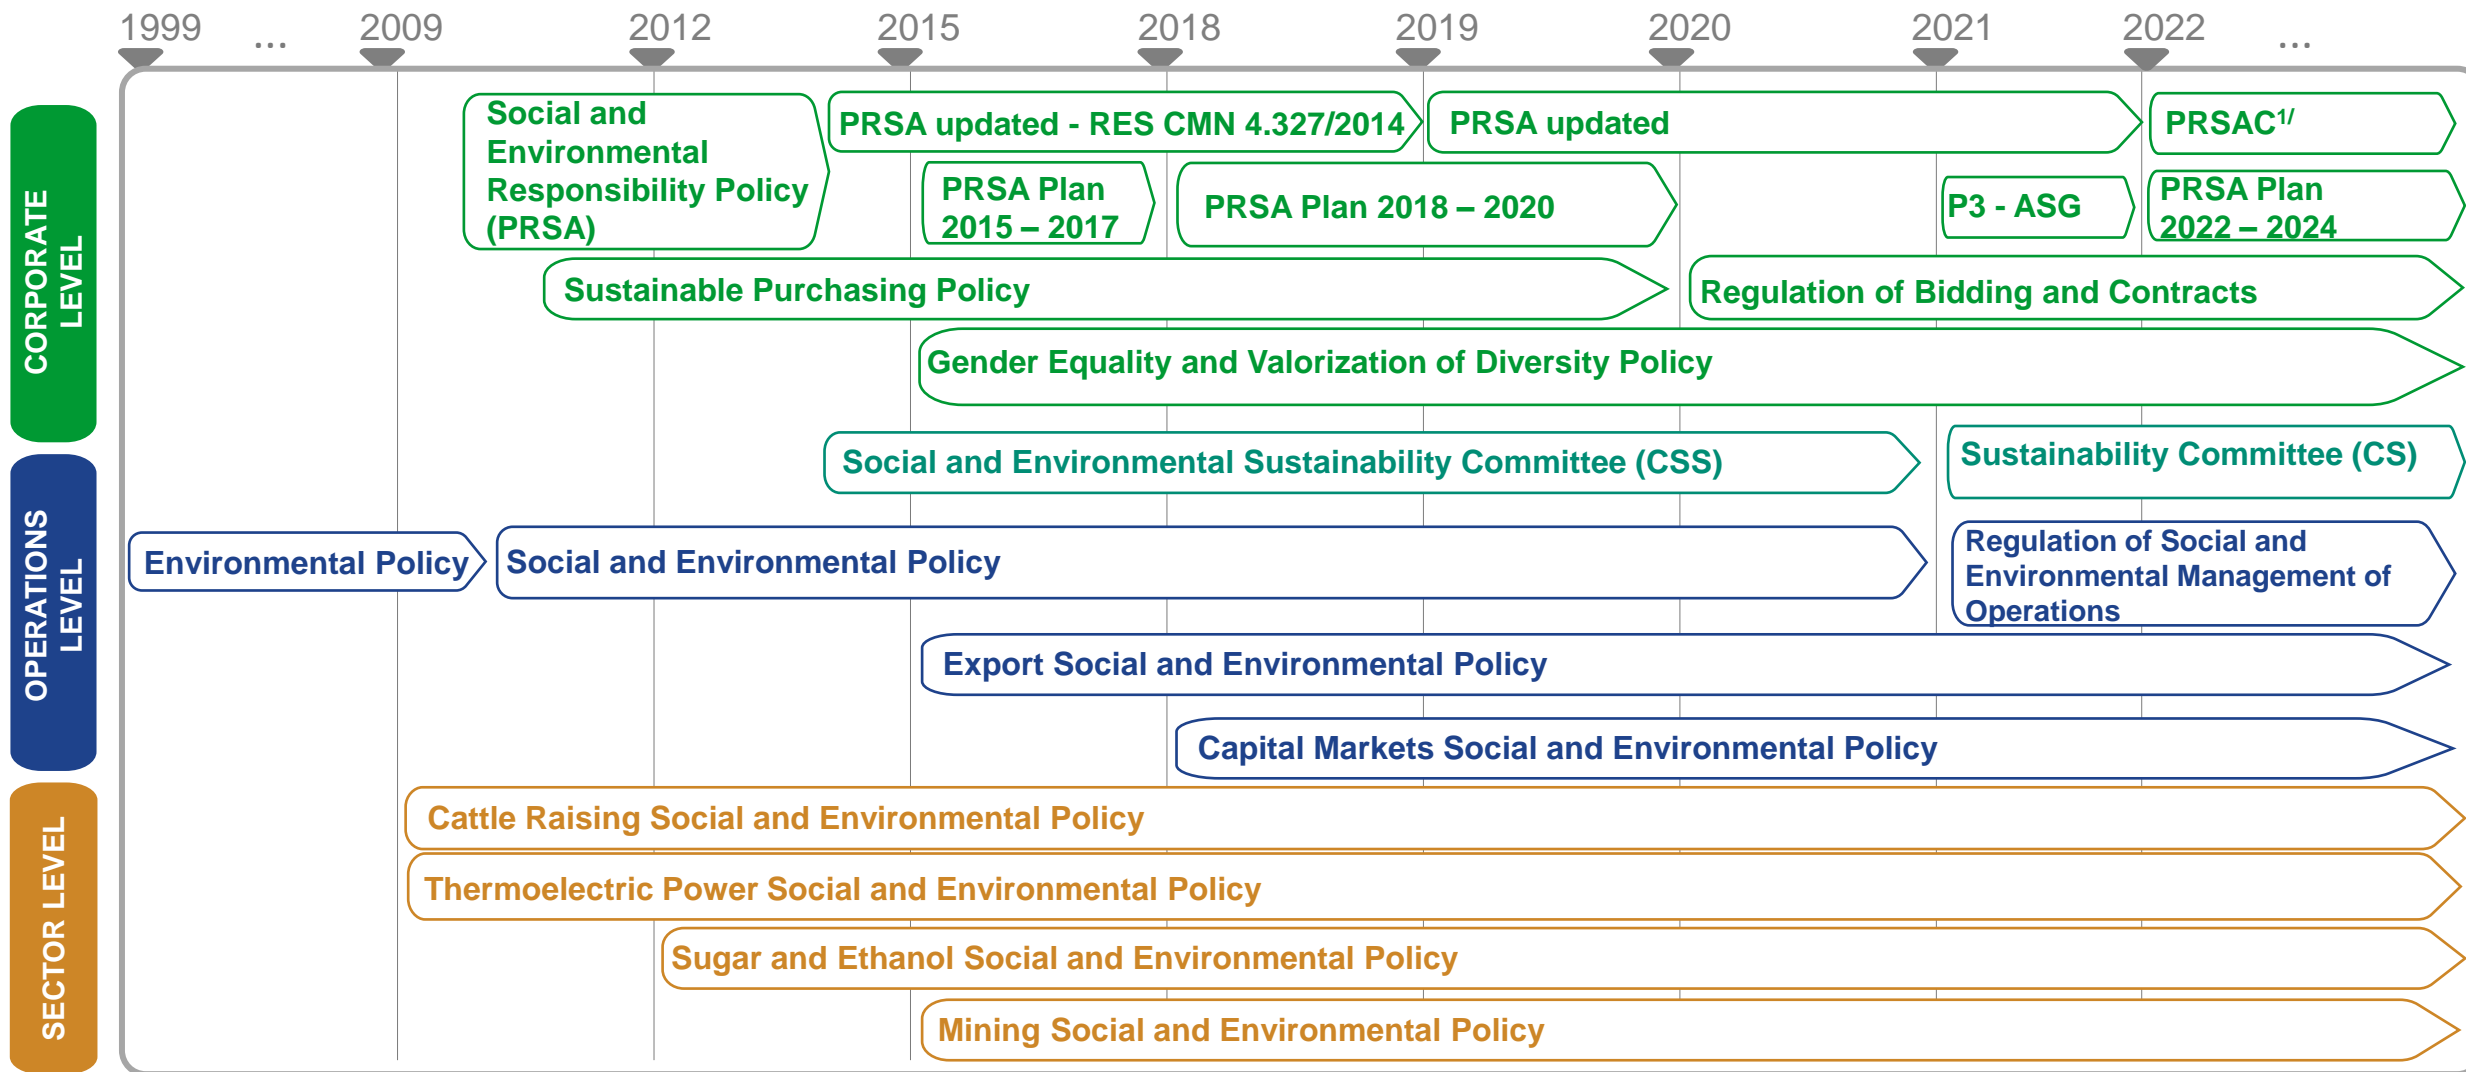 1999 ... 2009 2012 2015 2018 2019 2020 2021 2022 ...
CORPORATE
LEVEL
Social and
Environmental
Responsibility Policy
(PRSA)
PRSA updated - RES CMN 4.327/2014
PRSA updated
PRSAC1/
PRSA Plan
2015 – 2017
PRSA Plan 2018 – 2020
P3 - ASG
PRSA Plan
2022 – 2024
Sustainable Purchasing Policy
Regulation of Bidding and Contracts
Gender Equality and Valorization of Diversity Policy
Social and Environmental Sustainability Committee (CSS)
Sustainability Committee (CS)
OPERATIONS
LEVEL
Environmental Policy
Social and Environmental Policy
Regulation of Social and
Environmental Management of
Operations
Export Social and Environmental Policy
Capital Markets Social and Environmental Policy
SECTOR LEVEL
Cattle Raising Social and Environmental Policy
Thermoelectric Power Social and Environmental Policy
Sugar and Ethanol Social and Environmental Policy
Mining Social and Environmental Policy